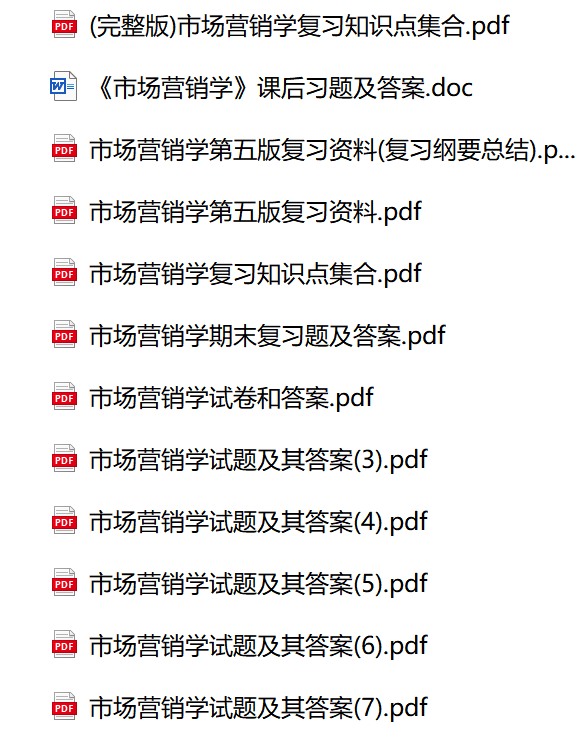 (完整版)市场营销学复习知识点集合.pdf
《市场营销学》课后习题及答案.doc
市场营销学第五版复习资料(复习纲要总结).p...
市场营销学第五版复习资料.pdf
市场营销学复习知识点集合.pdf
市场营销学期末复习题及答案.pdf
市场营销学试卷和答案.pdf
市场营销学试题及其答案(3).pdf
市场营销学试题及其答案(4).pdf
市场营销学试题及其答案(5).pdf
市场营销学试题及其答案(6).pdf
市场营销学试题及其答案(7).pdf